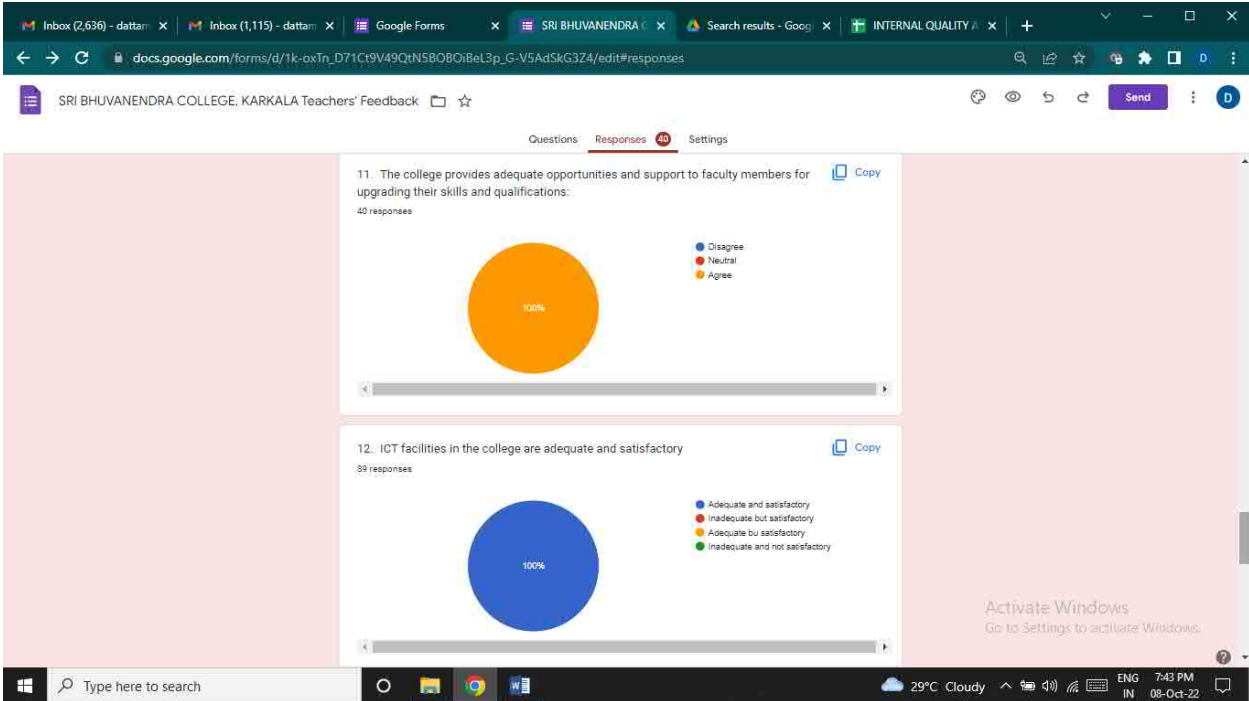 Inbox (2,636) - dattam
Inbox (1,115) - dattam
Google Forms
SRI BHUVANENDRA C
Search results - Goog
INTERNAL QUALITY A
docs.google.com/forms/d/1k-oxTn_D71Ct9V49QtN5BOBOiBeL3p_G-V5AdSkG3Z4/edit#responses
D
SRI BHUVANENDRA COLLEGE, KARKALA Teachers' Feedback
Send
D
Questions Responses 40 Settings
11. The college provides adequate opportunities and support to faculty members for
upgrading their skills and qualifications:
Copy
40 responses
Disagree
Neutral
Agree
100%
12. ICT facilities in the college are adequate and satisfactory
Copy
39 responses
Adequate and satisfactory
Inadequate but satisfactory
Adequate bu satisfactory
Inadequate and not satisfactory
100%
Activate Windows
Go to Settings to activate Windows.
Type here to search
29°C Cloudy
ENG
IN
7:43 PM
08-Oct-22